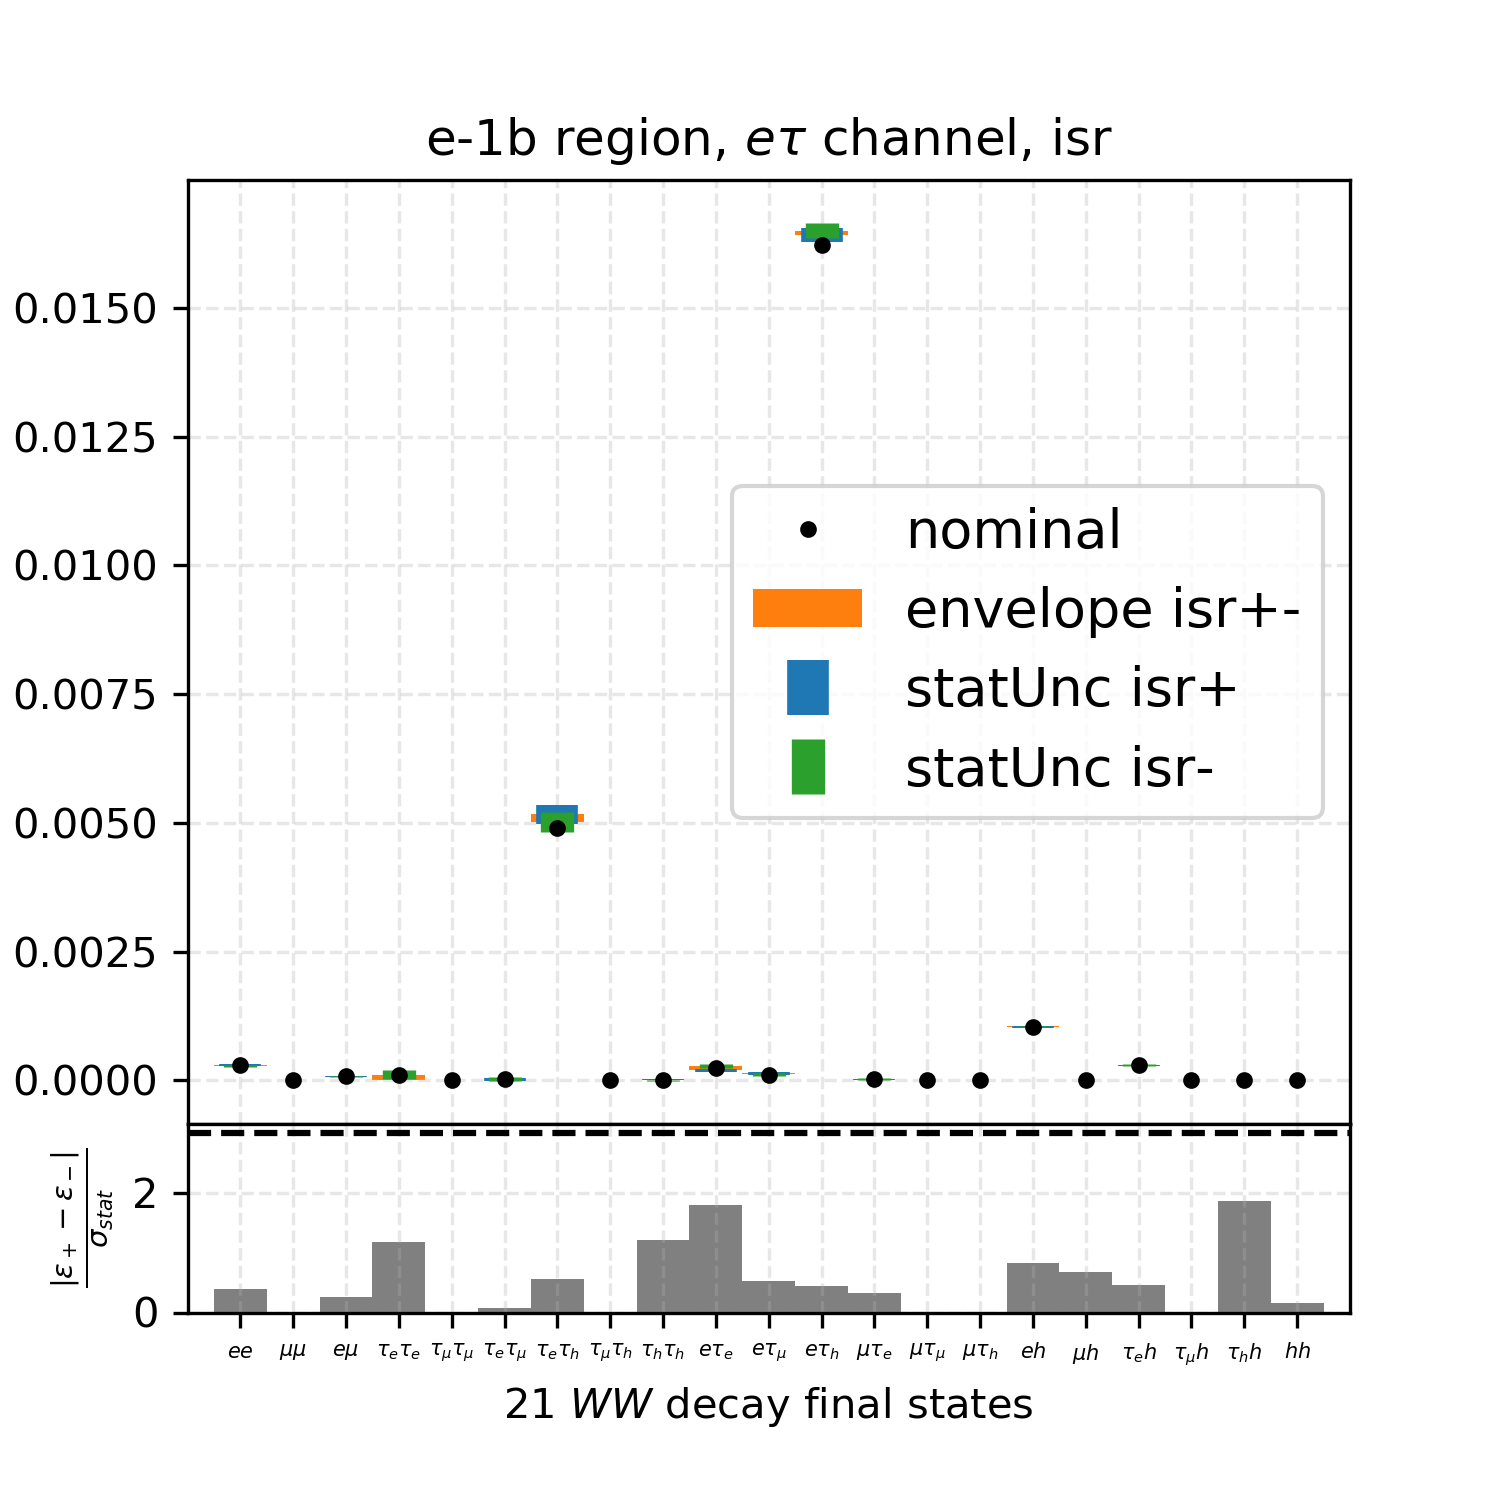 e-1b region, eτ channel, isr
0.0150
0.0125
0.0100
0.0075
0.0050
0.0025
0.0000
nominal
envelope isr+-
statUnc isr+
statUnc isr-
|ε₊ − ε₋|
σ_stat
2
0
ee μμ eμ τₑτₑ τ_μτ_μ τₑτ_μ τₑτₕ τ_μτₕ τₕτₕ eτₑ eτ_μ eτₕ μτₑ μτ_μ μτₕ eh μh τₑh τ_μh τₕh hh
21 WW decay final states